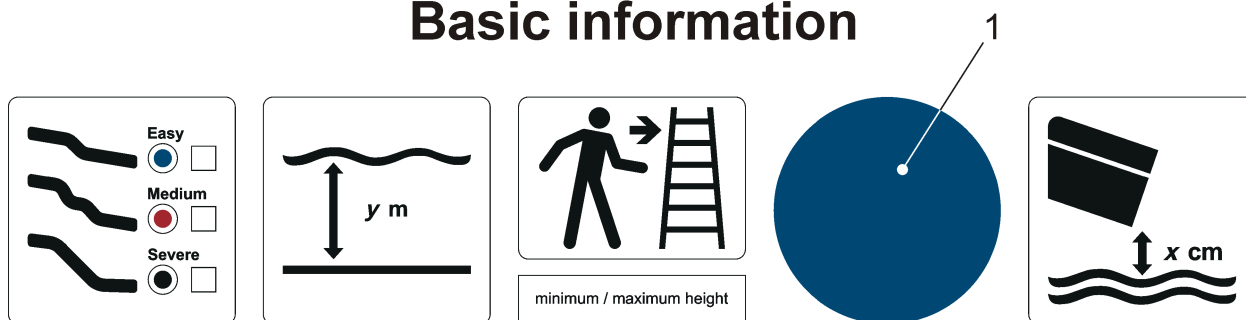 Basic information
1
Easy
Medium
Severe
y m
minimum / maximum height
x cm